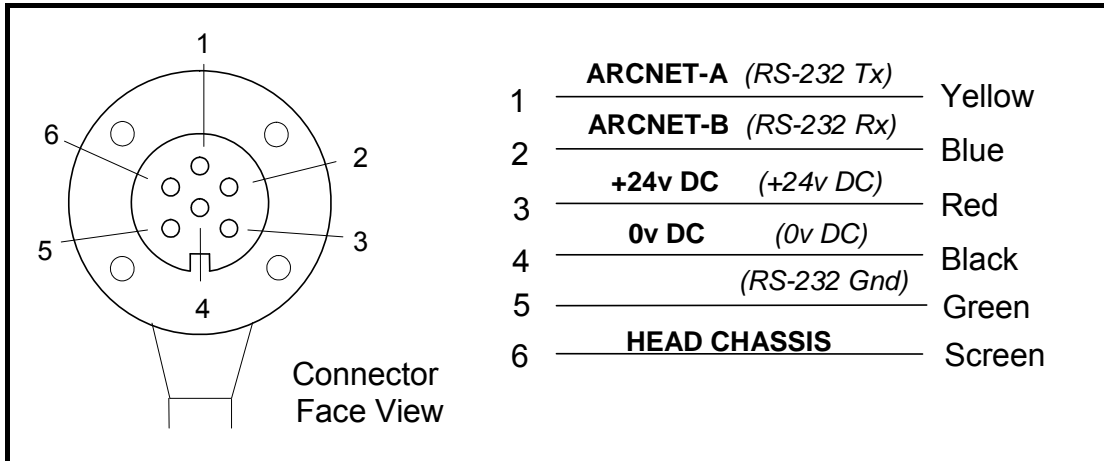 1
6
2
5
3
4
Connector
Face View
1 ARCNET-A (RS-232 Tx) Yellow
2 ARCNET-B (RS-232 Rx) Blue
3 +24v DC (+24v DC) Red
4 0v DC (0v DC) Black
5 (RS-232 Gnd) Green
6 HEAD CHASSIS Screen